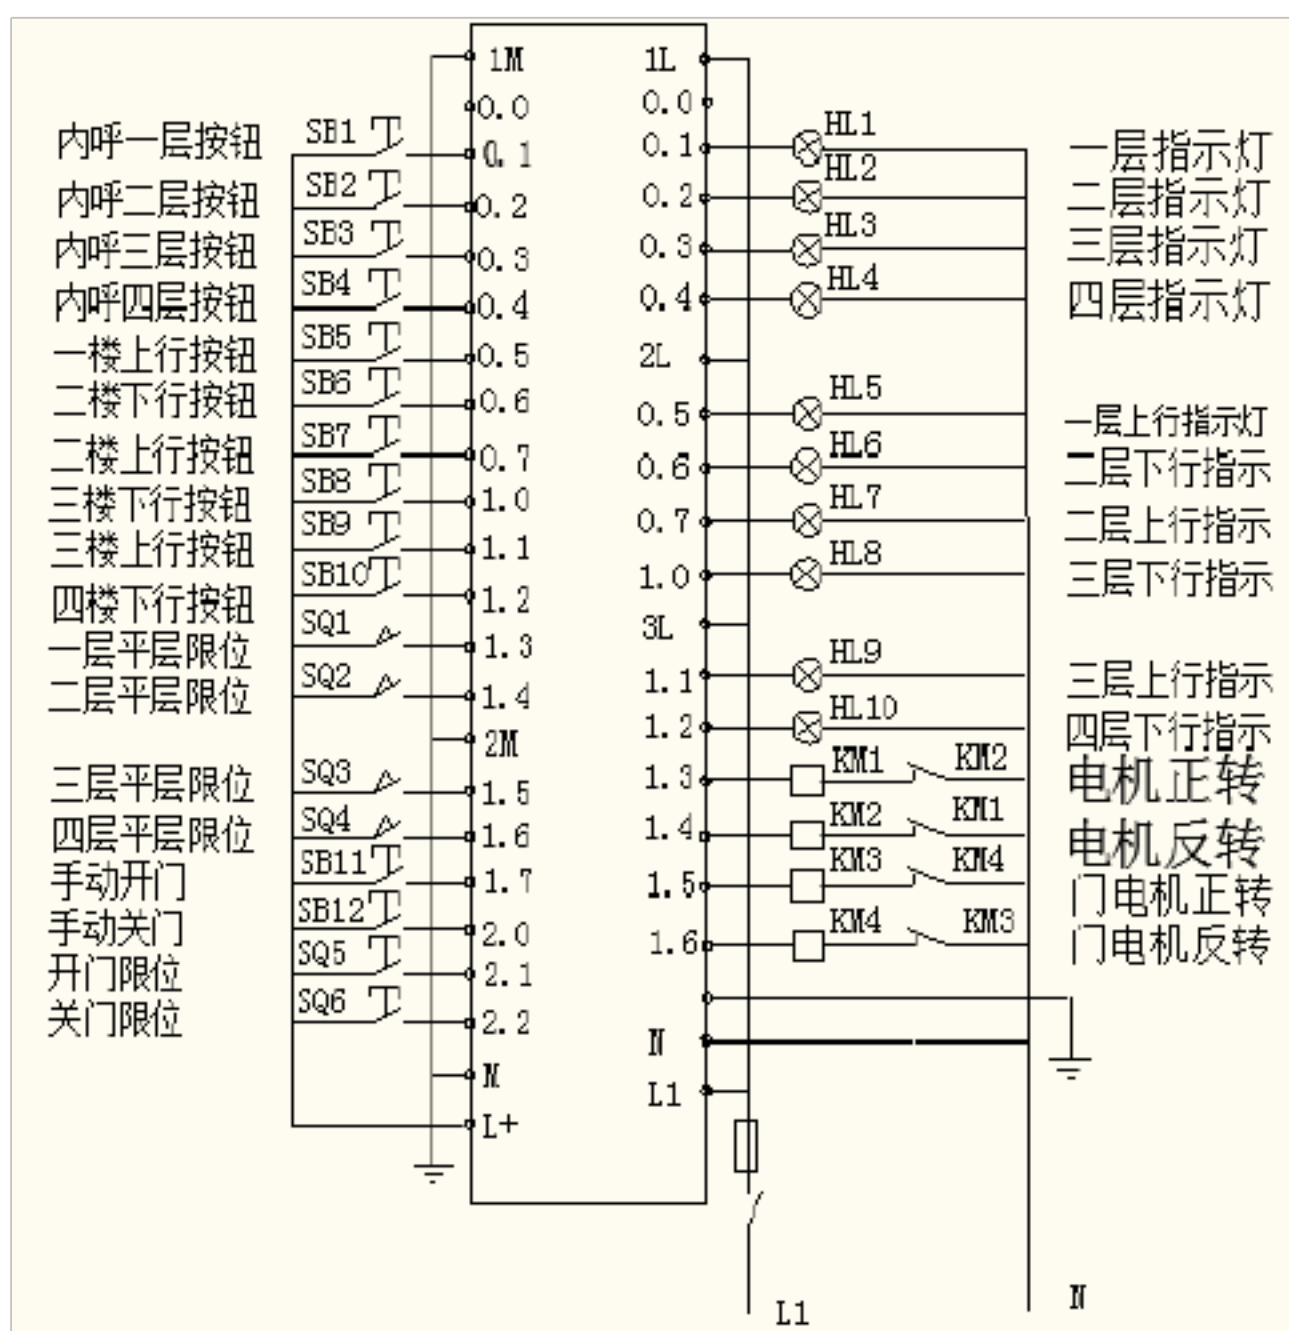 1M 1L
0.0 0.0
内呼一层按钮 SB1 0.1 0.1 HL1 一层指示灯
内呼二层按钮 SB2 0.2 0.2 HL2 二层指示灯
内呼三层按钮 SB3 0.3 0.3 HL3 三层指示灯
内呼四层按钮 SB4 0.4 0.4 HL4 四层指示灯
一楼上行按钮 SB5 0.5 2L
二楼下行按钮 SB6 0.6 0.5 HL5 一层上行指示灯
二楼上行按钮 SB7 0.7 0.6 HL6 二层下行指示
三楼下行按钮 SB8 1.0 0.7 HL7 二层上行指示
三楼上行按钮 SB9 1.1 1.0 HL8 三层下行指示
四楼下行按钮 SB10 1.2 3L
一层平层限位 SQ1 1.3 1.1 HL9 三层上行指示
二层平层限位 SQ2 1.4 1.2 HL10 四层下行指示
2M
三层平层限位 SQ3 1.5 1.3 KM1 KM2 电机正转
四层平层限位 SQ4 1.6 1.4 KM2 KM1 电机反转
手动开门 SB11 1.7 1.5 KM3 KM4 门电机正转
手动关门 SB12 2.0 1.6 KM4 KM3 门电机反转
开门限位 SQ5 2.1
关门限位 SQ6 2.2 N
M L1
L+
L1 N